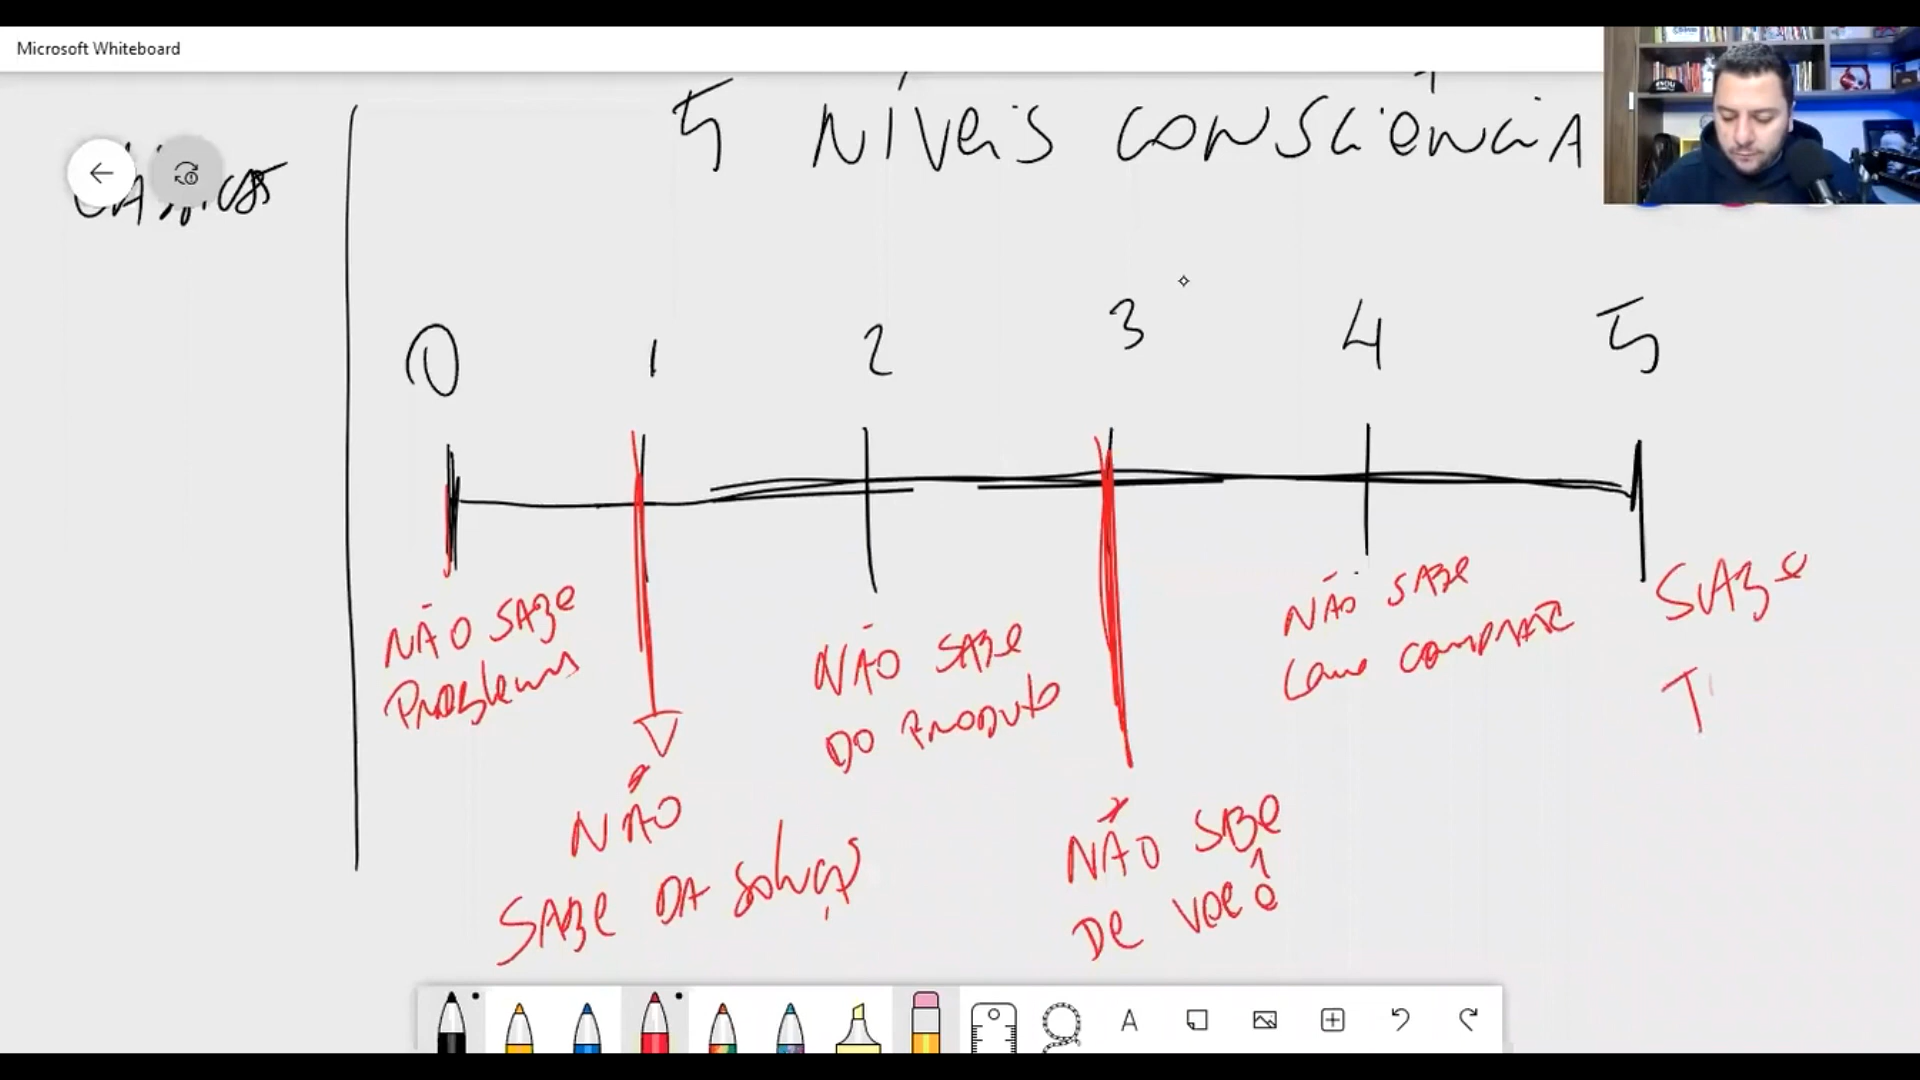 Microsoft Whiteboard
5 NÍVEIS CONSCIÊNCIA
0 1 2 3 4 5
NÃO SABE
PROBLEMA
NÃO
SABE DA SOLUÇÃO
NÃO SABE
DO PRODUTO
NÃO SABE
DE VOCÊ
NÃO SABE
COMO COMPRAR
SABE
T
A